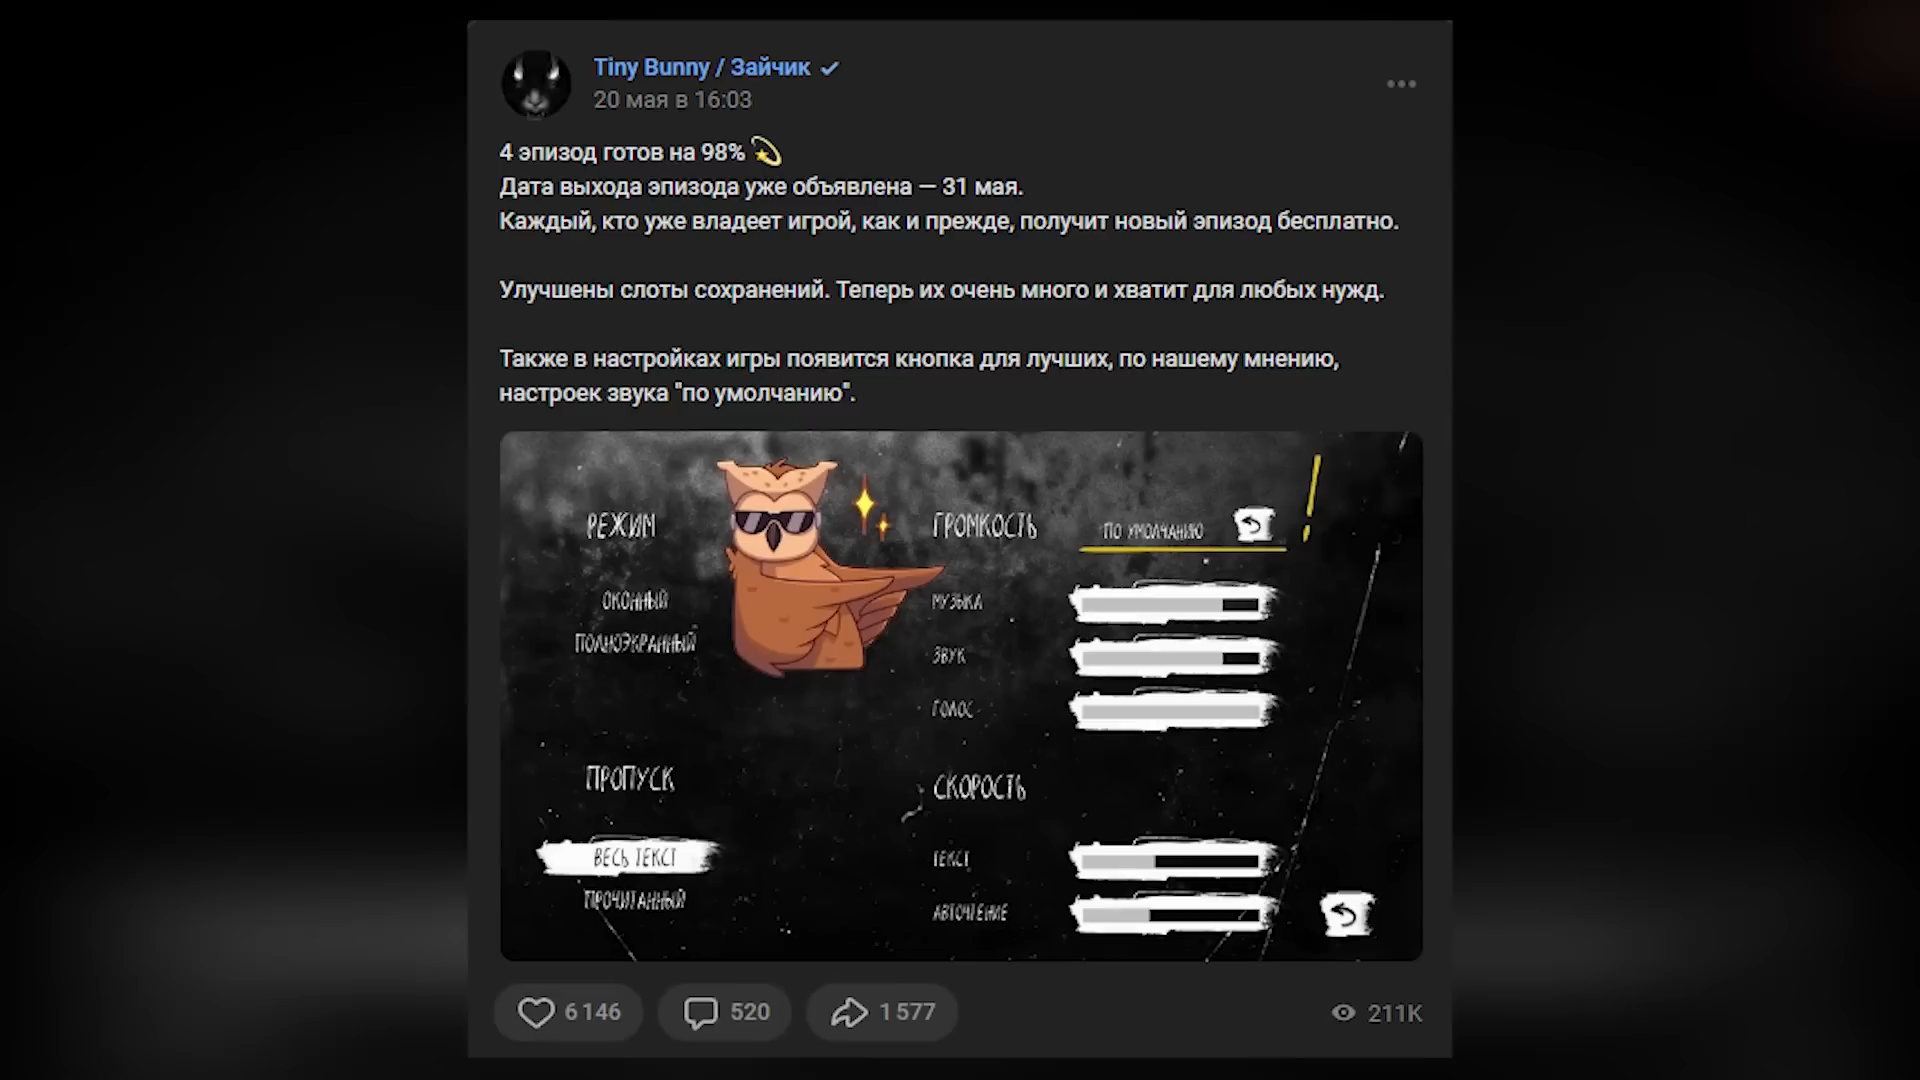 Tiny Bunny / Зайчик
20 мая в 16:03
4 эпизод готов на 98%
Дата выхода эпизода уже объявлена — 31 мая.
Каждый, кто уже владеет игрой, как и прежде, получит новый эпизод бесплатно.
Улучшены слоты сохранений. Теперь их очень много и хватит для любых нужд.
Также в настройках игры появится кнопка для лучших, по нашему мнению,
настроек звука "по умолчанию".
РЕЖИМ
ОКОННЫЙ
ПОЛНОЭКРАННЫЙ
ГРОМКОСТЬ
ПО УМОЛЧАНИЮ
МУЗЫКА
ЗВУК
ГОЛОС
ПРОПУСК
ВЕСЬ ТЕКСТ
ПРОЧИТАННЫЙ
СКОРОСТЬ
ТЕКСТ
АВТОЧТЕНИЕ
6 146
520
1 577
211K